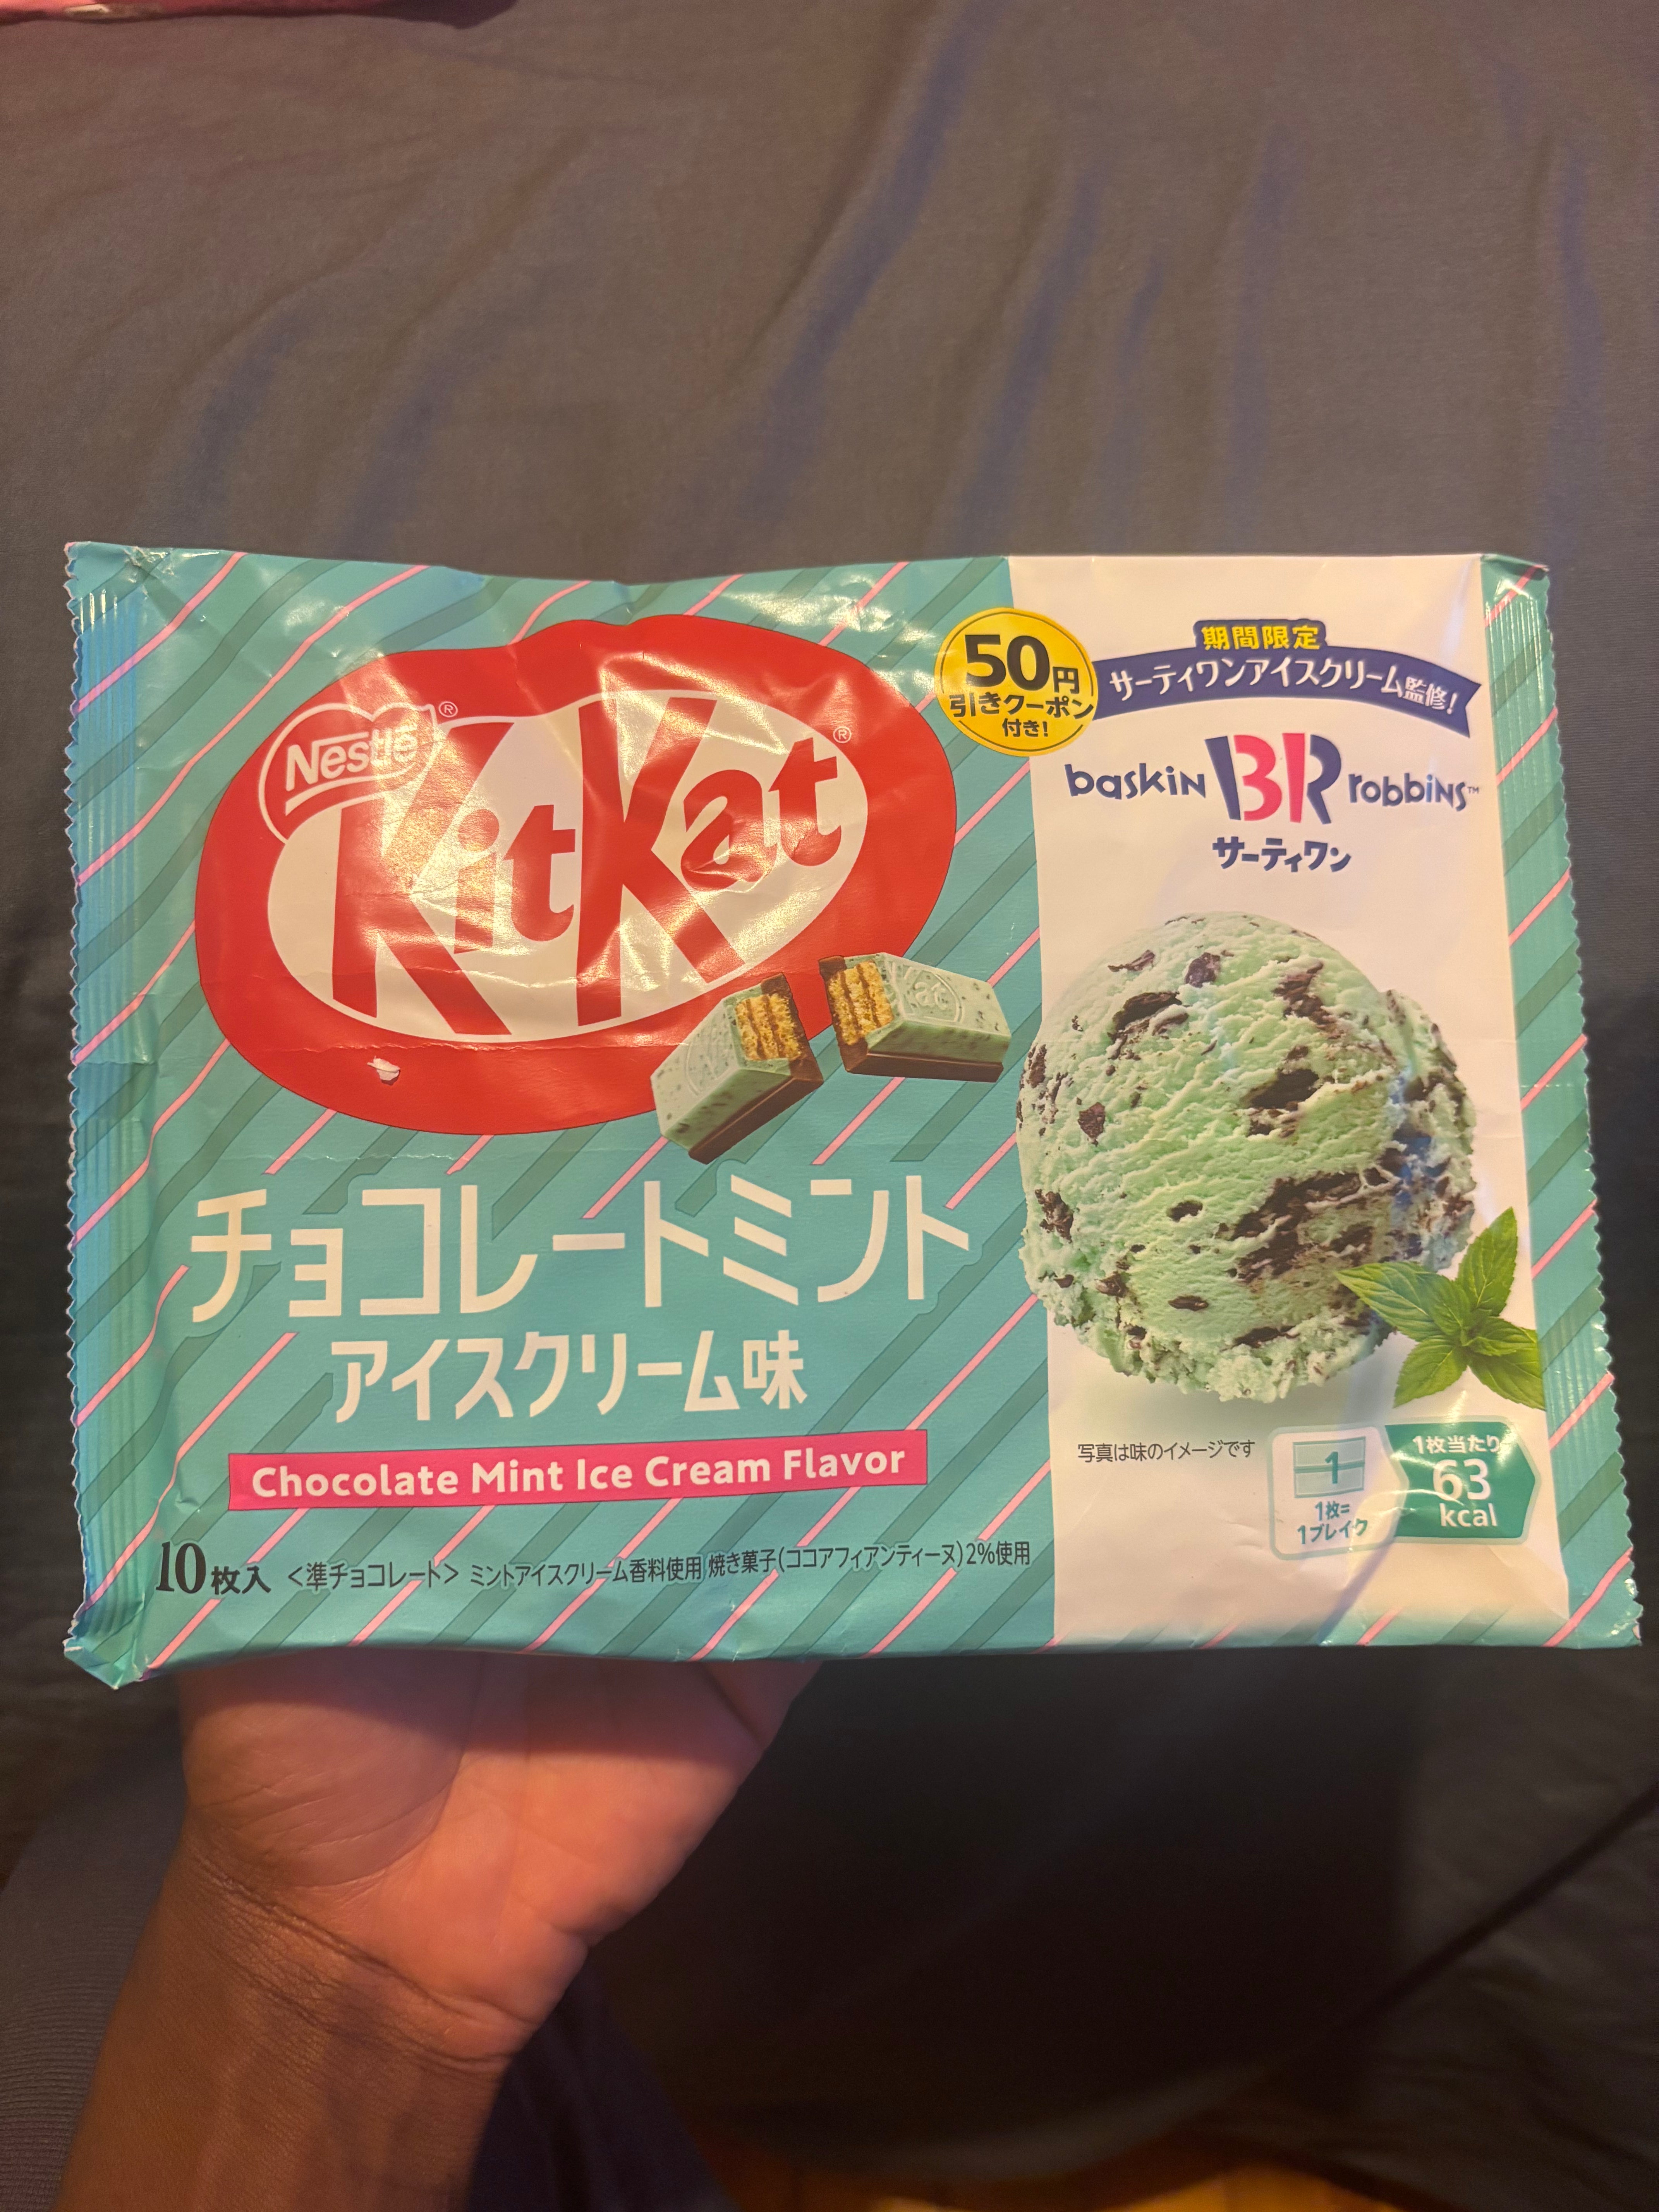 Nestlé®
KitKat®
チョコレートミント
アイスクリーム味
Chocolate Mint Ice Cream Flavor
10枚入 <準チョコレート> ミントアイスクリーム香料使用 焼き菓子(ココアフィアンティーヌ)2%使用
50円
引きクーポン
付き!
期間限定
サーティワンアイスクリーム監修!
baskin BR robbins™
サーティワン
写真は味のイメージです
1
1枚=
1ブレイク
1枚当たり
63
kcal